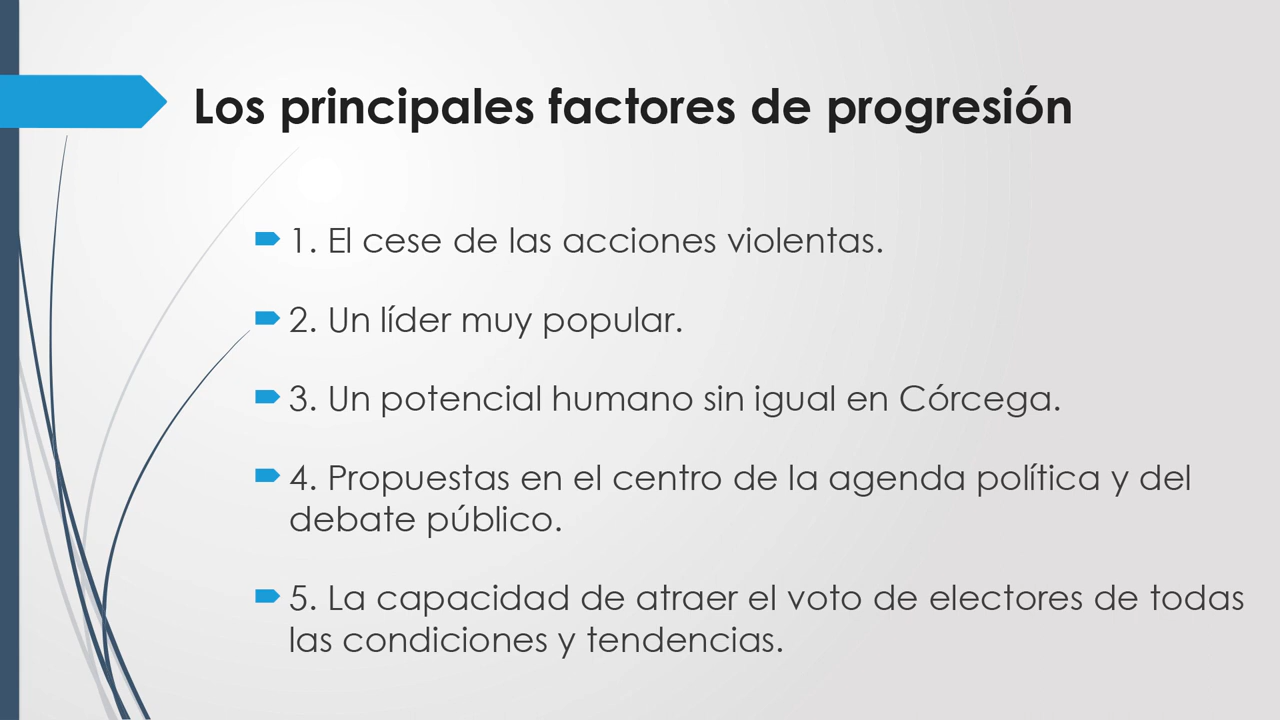 Los principales factores de progresión
1. El cese de las acciones violentas.
2. Un líder muy popular.
3. Un potencial humano sin igual en Córcega.
4. Propuestas en el centro de la agenda política y del
debate público.
5. La capacidad de atraer el voto de electores de todas
las condiciones y tendencias.